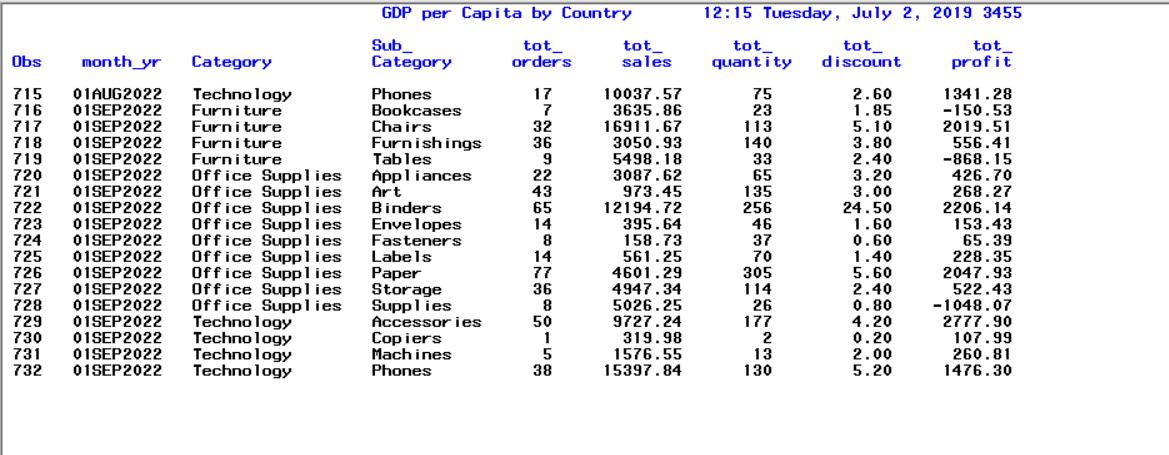 GDP per Capita by Country 12:15 Tuesday, July 2, 2019 3455
Sub_ tot_ tot_ tot_ tot_ tot_
Obs month_yr Category Category orders sales quantity discount profit
715 01AUG2022 Technology Phones 17 10037.57 75 2.60 1341.28
716 01SEP2022 Furniture Bookcases 7 3635.86 23 1.85 -150.53
717 01SEP2022 Furniture Chairs 32 16911.67 113 5.10 2019.51
718 01SEP2022 Furniture Furnishings 36 3050.93 140 3.80 556.41
719 01SEP2022 Furniture Tables 9 5498.18 33 2.40 -868.15
720 01SEP2022 Office Supplies Appliances 22 3087.62 65 3.20 426.70
721 01SEP2022 Office Supplies Art 43 973.45 135 3.00 268.27
722 01SEP2022 Office Supplies Binders 65 12194.72 256 24.50 2206.14
723 01SEP2022 Office Supplies Envelopes 14 395.64 46 1.60 153.43
724 01SEP2022 Office Supplies Fasteners 8 158.73 37 0.60 65.39
725 01SEP2022 Office Supplies Labels 14 561.25 70 1.40 228.35
726 01SEP2022 Office Supplies Paper 77 4601.29 305 5.60 2047.93
727 01SEP2022 Office Supplies Storage 36 4947.34 114 2.40 522.43
728 01SEP2022 Office Supplies Supplies 8 5026.25 26 0.80 -1048.07
729 01SEP2022 Technology Accessories 50 9727.24 177 4.20 2777.90
730 01SEP2022 Technology Copiers 1 319.98 2 0.20 107.99
731 01SEP2022 Technology Machines 5 1576.55 13 2.00 260.81
732 01SEP2022 Technology Phones 38 15397.84 130 5.20 1476.30